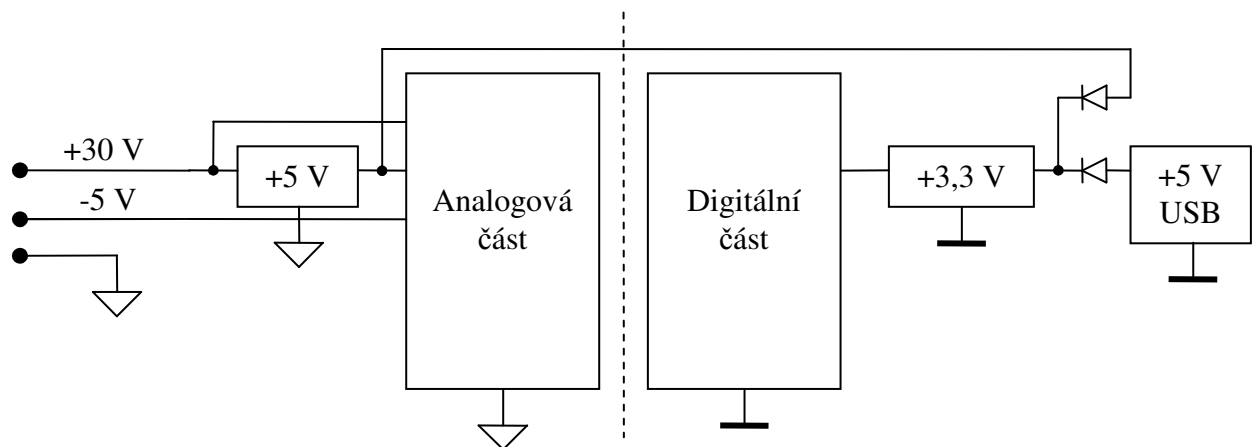 +30 V
-5 V
+5 V
Analogová
část
Digitální
část
+3,3 V
+5 V
USB